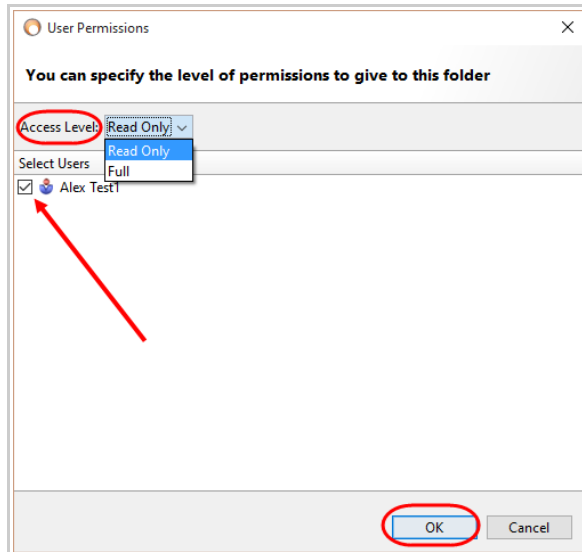 User Permissions
You can specify the level of permissions to give to this folder
Access Level: Read Only
Read Only
Full
Select Users
Alex Test1
OK Cancel